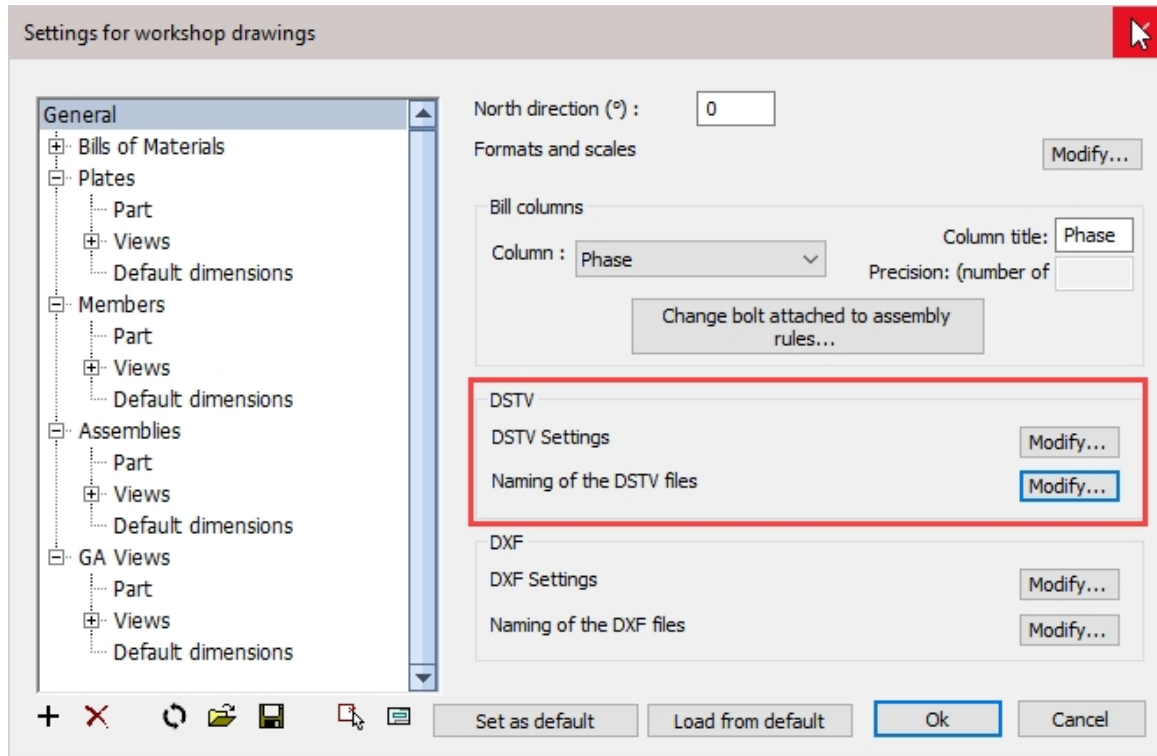 Settings for workshop drawings
General
Bills of Materials
Plates
Part
Views
Default dimensions
Members
Part
Views
Default dimensions
Assemblies
Part
Views
Default dimensions
GA Views
Part
Views
Default dimensions
North direction (º) : 0
Formats and scales Modify...
Bill columns
Column : Phase
Column title: Phase
Precision: (number of
Change bolt attached to assembly
rules...
DSTV
DSTV Settings Modify...
Naming of the DSTV files Modify...
DXF
DXF Settings Modify...
Naming of the DXF files Modify...
Set as default Load from default Ok Cancel